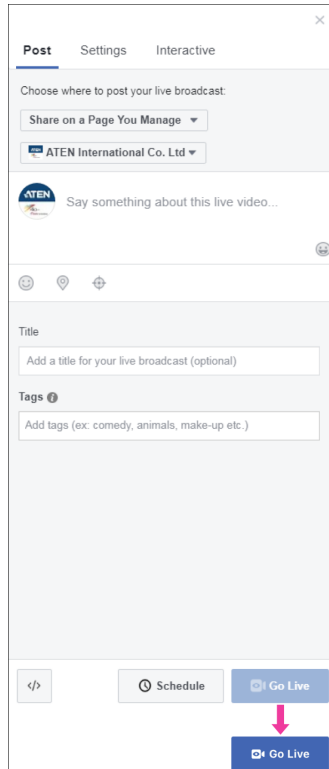 Post Settings Interactive
Choose where to post your live broadcast:
Share on a Page You Manage
ATEN International Co. Ltd
ATEN
Say something about this live video...
Title
Add a title for your live broadcast (optional)
Tags
Add tags (ex: comedy, animals, make-up etc.)
</> Schedule Go Live
Go Live